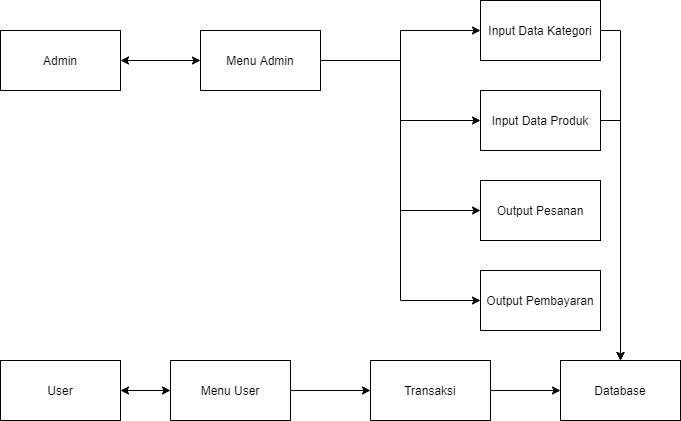 Input Data Kategori
Admin
Menu Admin
Input Data Produk
Output Pesanan
Output Pembayaran
User
Menu User
Transaksi
Database